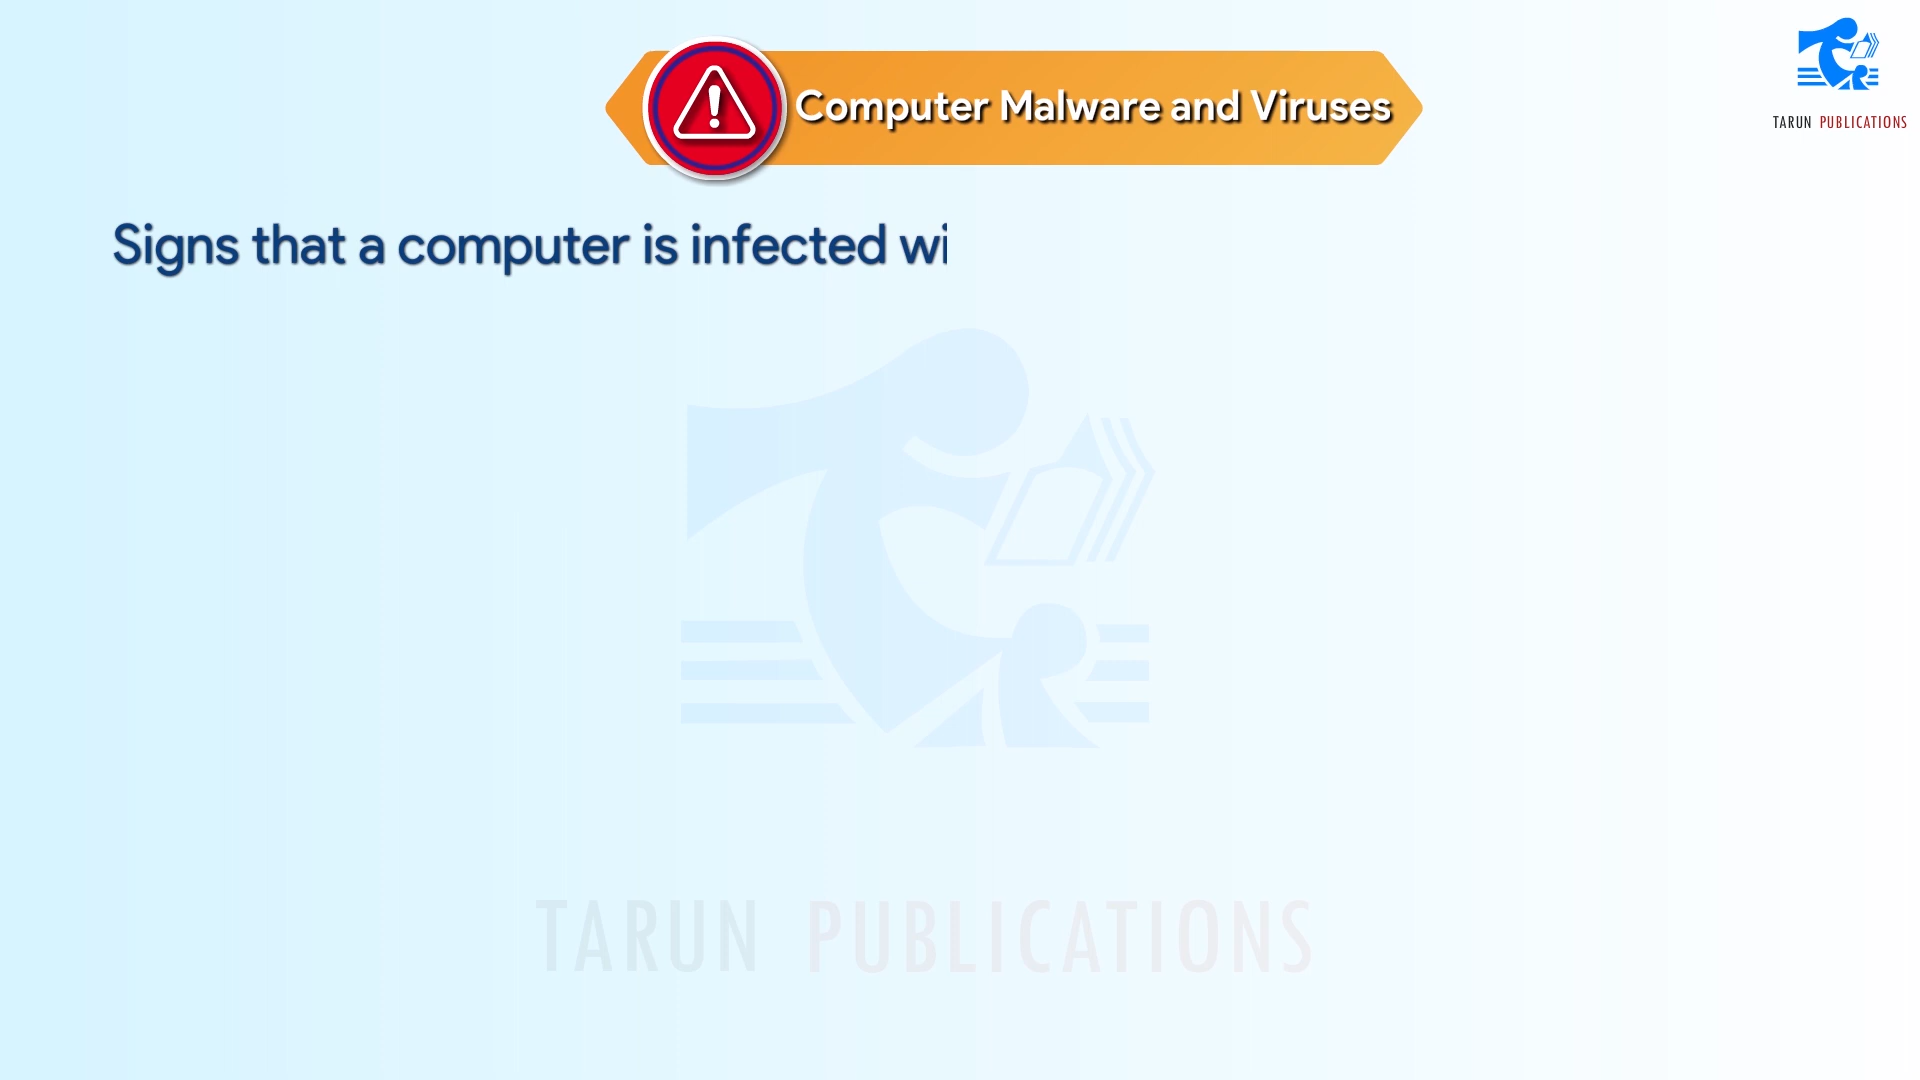 Computer Malware and Viruses
TARUN PUBLICATIONS
Signs that a computer is infected wi
TARUN PUBLICATIONS